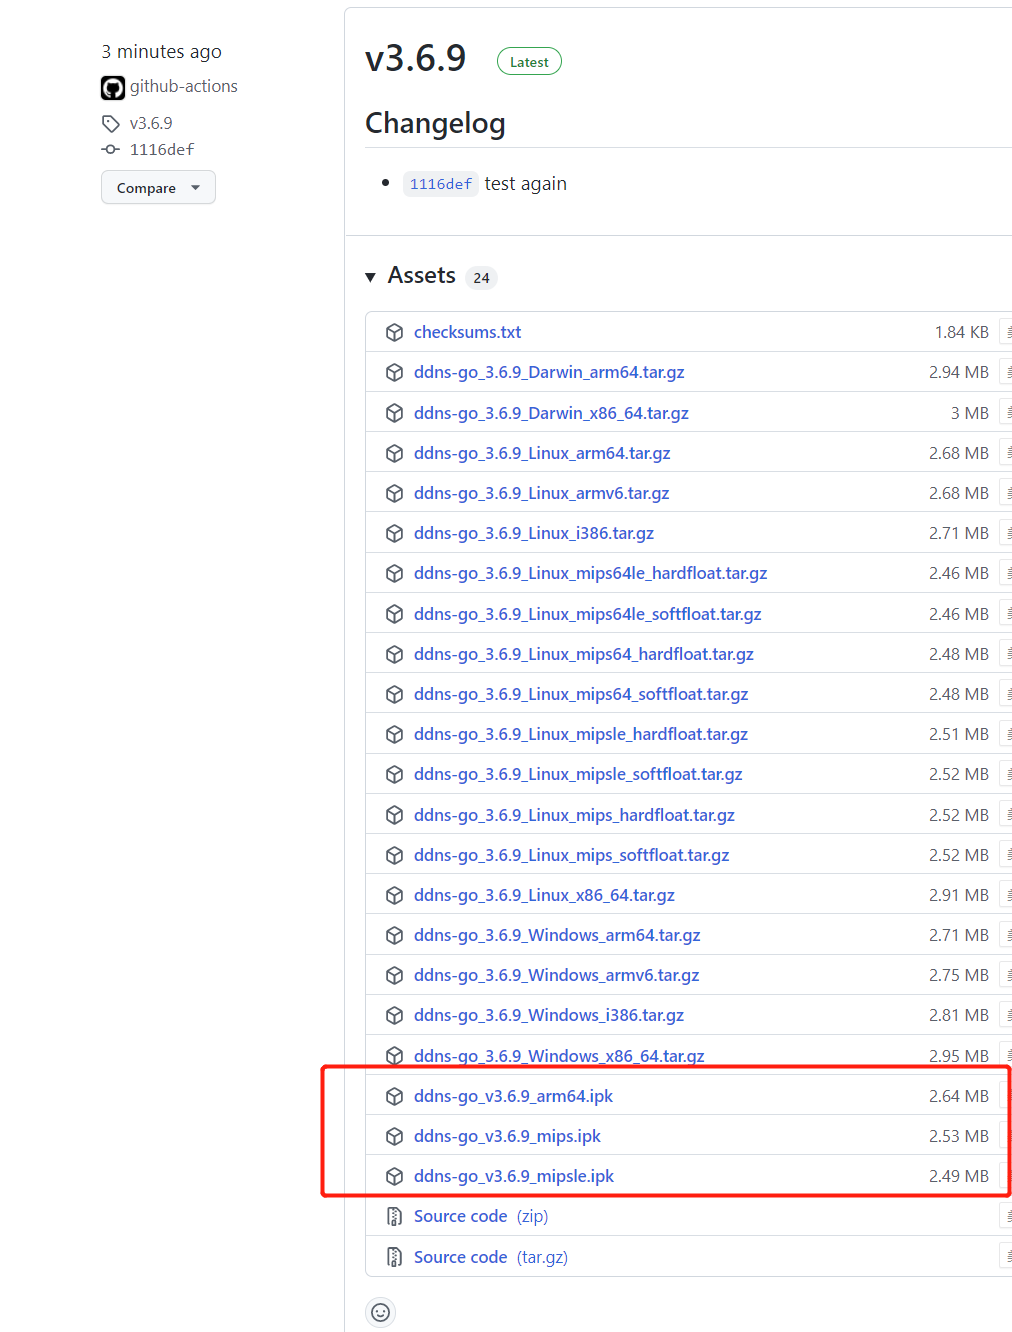 3 minutes ago
github-actions
v3.6.9
1116def
Compare
v3.6.9 Latest
Changelog
1116def test again
Assets 24
checksums.txt 1.84 KB
ddns-go_3.6.9_Darwin_arm64.tar.gz 2.94 MB
ddns-go_3.6.9_Darwin_x86_64.tar.gz 3 MB
ddns-go_3.6.9_Linux_arm64.tar.gz 2.68 MB
ddns-go_3.6.9_Linux_armv6.tar.gz 2.68 MB
ddns-go_3.6.9_Linux_i386.tar.gz 2.71 MB
ddns-go_3.6.9_Linux_mips64le_hardfloat.tar.gz 2.46 MB
ddns-go_3.6.9_Linux_mips64le_softfloat.tar.gz 2.46 MB
ddns-go_3.6.9_Linux_mips64_hardfloat.tar.gz 2.48 MB
ddns-go_3.6.9_Linux_mips64_softfloat.tar.gz 2.48 MB
ddns-go_3.6.9_Linux_mipsle_hardfloat.tar.gz 2.51 MB
ddns-go_3.6.9_Linux_mipsle_softfloat.tar.gz 2.52 MB
ddns-go_3.6.9_Linux_mips_hardfloat.tar.gz 2.52 MB
ddns-go_3.6.9_Linux_mips_softfloat.tar.gz 2.52 MB
ddns-go_3.6.9_Linux_x86_64.tar.gz 2.91 MB
ddns-go_3.6.9_Windows_arm64.tar.gz 2.71 MB
ddns-go_3.6.9_Windows_armv6.tar.gz 2.75 MB
ddns-go_3.6.9_Windows_i386.tar.gz 2.81 MB
ddns-go_3.6.9_Windows_x86_64.tar.gz 2.95 MB
ddns-go_v3.6.9_arm64.ipk 2.64 MB
ddns-go_v3.6.9_mips.ipk 2.53 MB
ddns-go_v3.6.9_mipsle.ipk 2.49 MB
Source code (zip)
Source code (tar.gz)